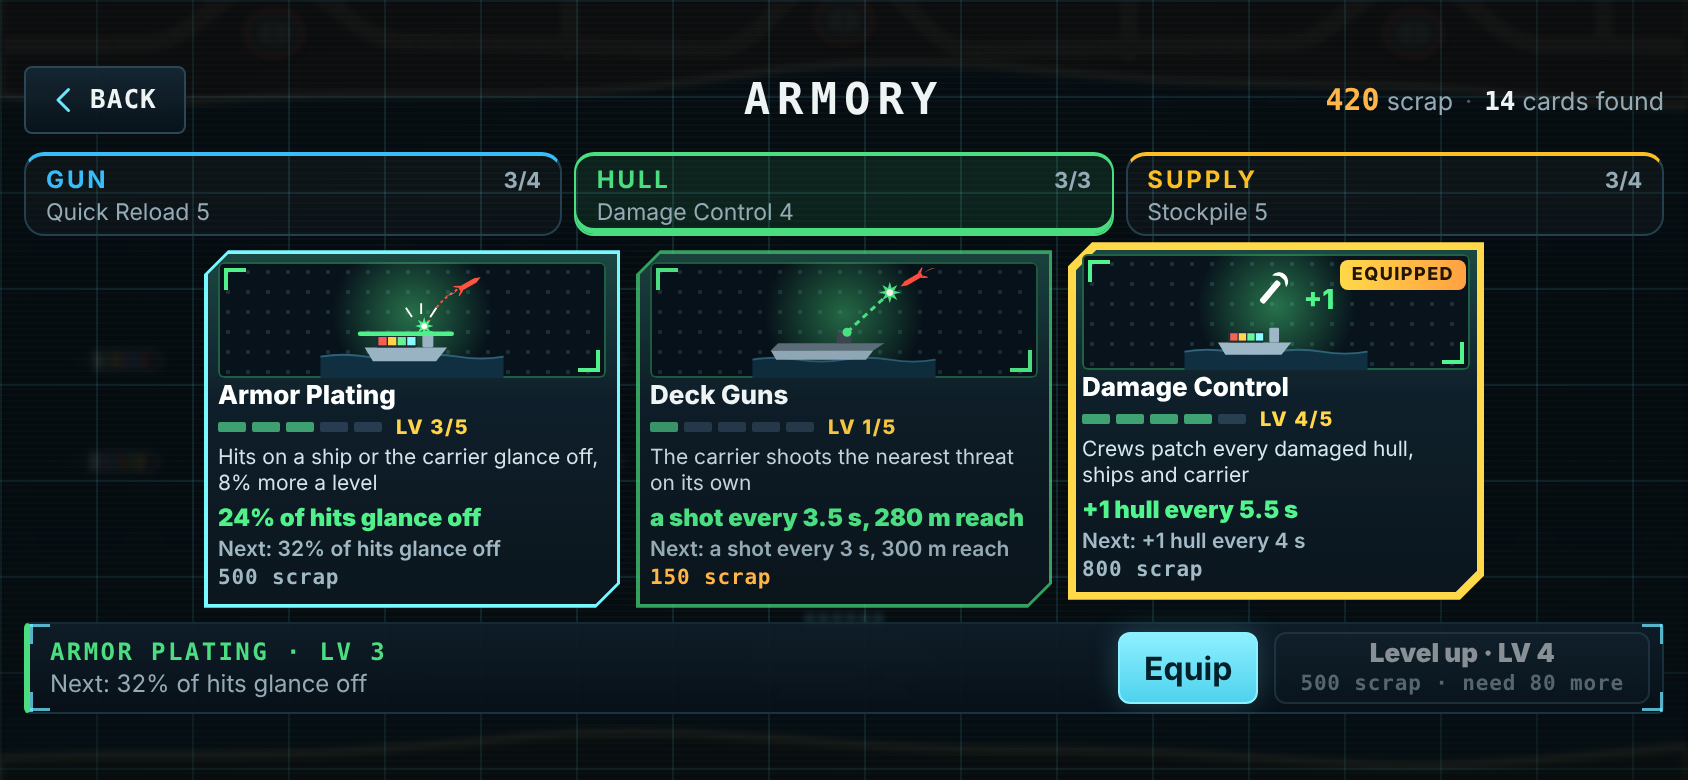 BACK
ARMORY
420 scrap · 14 cards found
GUN 3/4
Quick Reload 5
HULL 3/3
Damage Control 4
SUPPLY 3/4
Stockpile 5
Armor Plating
LV 3/5
Hits on a ship or the carrier glance off,
8% more a level
24% of hits glance off
Next: 32% of hits glance off
500 scrap
Deck Guns
LV 1/5
The carrier shoots the nearest threat
on its own
a shot every 3.5 s, 280 m reach
Next: a shot every 3 s, 300 m reach
150 scrap
EQUIPPED
+1
Damage Control
LV 4/5
Crews patch every damaged hull,
ships and carrier
+1 hull every 5.5 s
Next: +1 hull every 4 s
800 scrap
ARMOR PLATING · LV 3
Next: 32% of hits glance off
Equip
Level up · LV 4
500 scrap · need 80 more